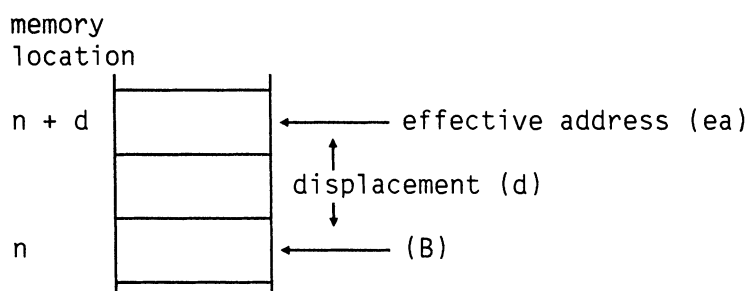 memory
location
n + d
effective address (ea)
displacement (d)
n
(B)